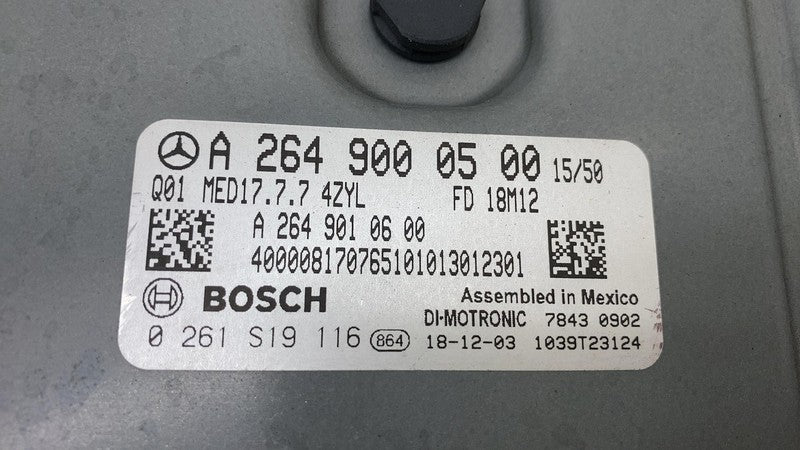 A 264 900 05 00 15/50
Q01 MED17.7.7 4ZYL FD 18M12
A 264 901 06 00
400008170765101013012301
BOSCH Assembled in Mexico
DI-MOTRONIC 7843 0902
0 261 S19 116 864 18-12-03 1039T23124